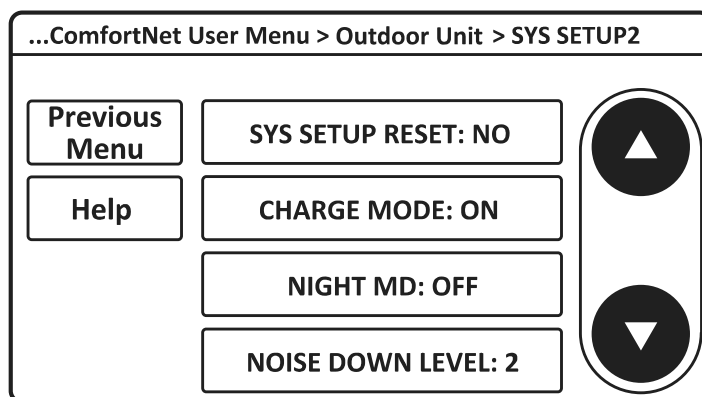 ...ComfortNet User Menu > Outdoor Unit > SYS SETUP2
Previous
Menu
SYS SETUP RESET: NO
Help
CHARGE MODE: ON
NIGHT MD: OFF
NOISE DOWN LEVEL: 2